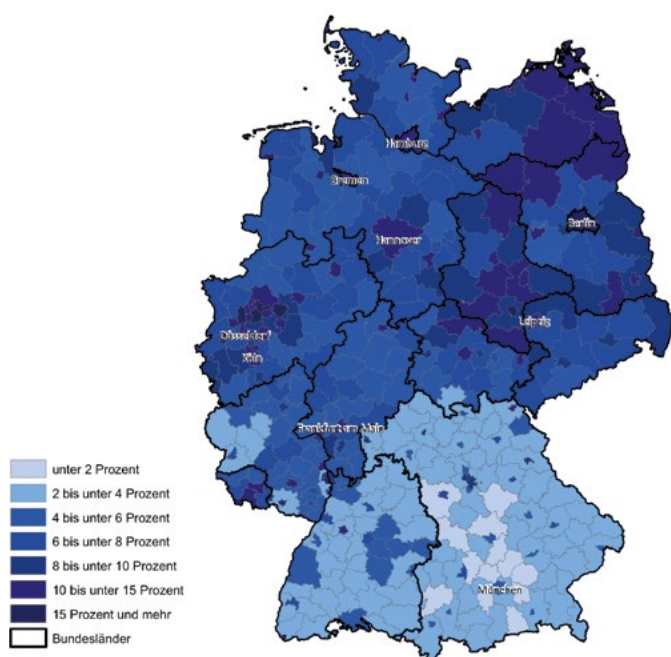 Hamburg
Bremen
Berlin
Hannover
Leipzig
Düsseldorf
Köln
Frankfurt am Main
München
unter 2 Prozent
2 bis unter 4 Prozent
4 bis unter 6 Prozent
6 bis unter 8 Prozent
8 bis unter 10 Prozent
10 bis unter 15 Prozent
15 Prozent und mehr
Bundesländer